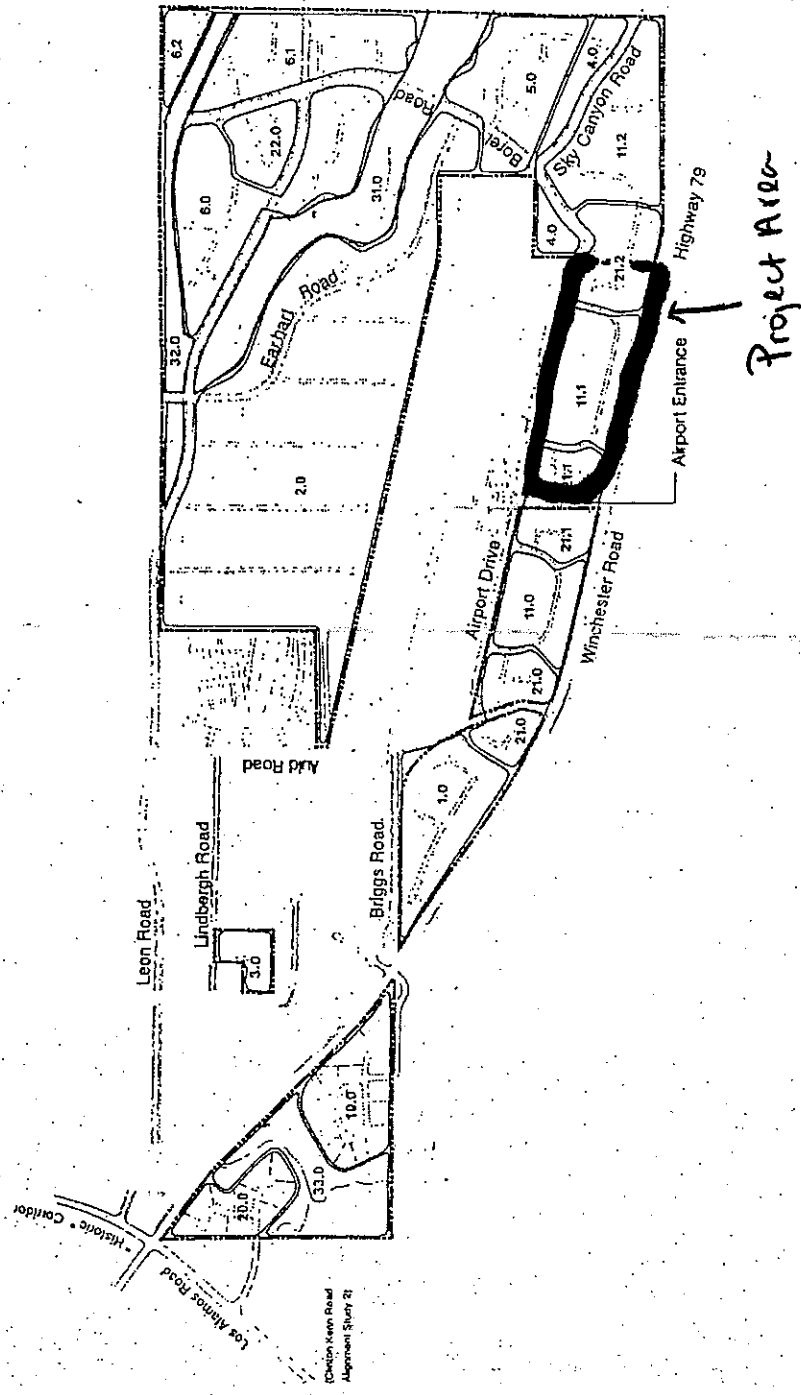 "Historic" Corridor
Los Alamos Road
(Clinton Keith Road
Alignment Study 2)
20.0
33.0
10.0
Leon Road
Lindbergh Road
3.0
Briggs Road
Auld Road
1.0
21.0
21.0
11.0
21.1
Airport Drive
Winchester Road
2.0
32.0
6.0
22.0
6.2
6.1
31.0
Earhart Road
Borel Road
5.0
4.0
4.0
Sky Canyon Road
11.2
21.2
11.1
Highway 79
Airport Entrance
Project Area